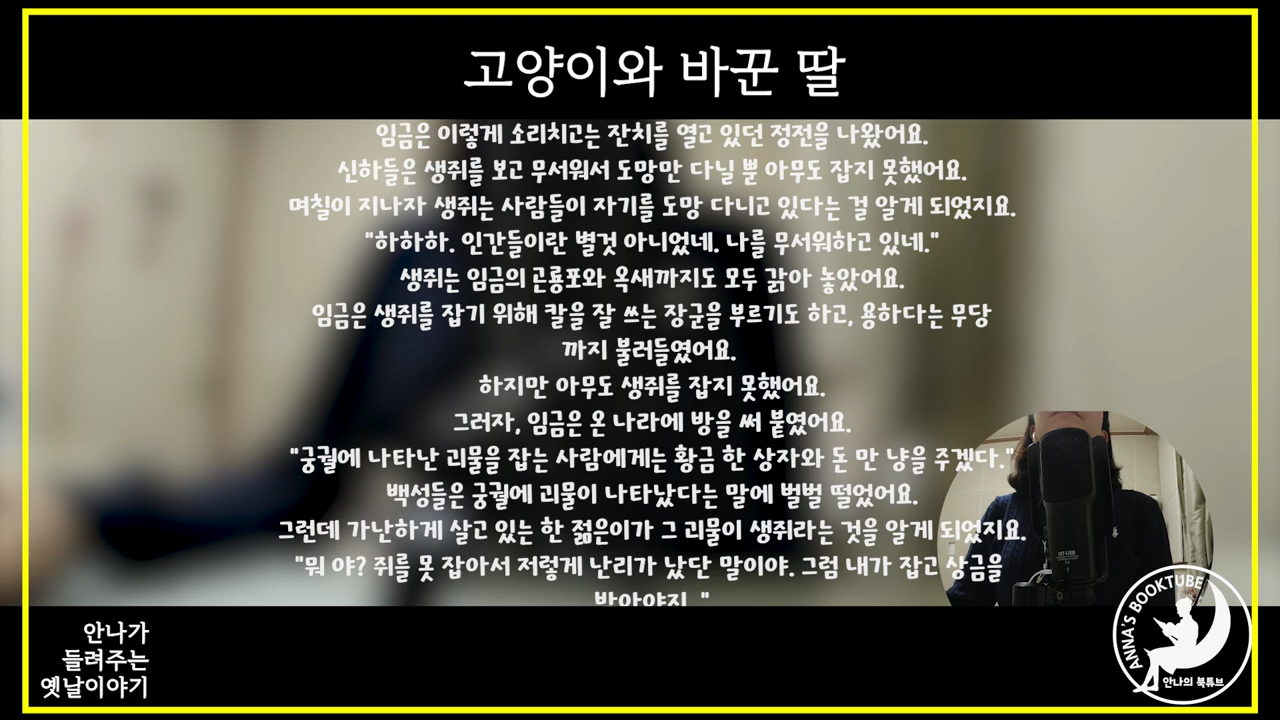 고양이와 바꾼 딸
임금은 이렇게 소리치고는 잔치를 열고 있던 정전을 나왔어요.
신하들은 생쥐를 보고 무서워서 도망만 다닐 뿐 아무도 잡지 못했어요.
며칠이 지나자 생쥐는 사람들이 자기를 도망 다니고 있다는 걸 알게 되었지요.
"하하하. 인간들이란 별것 아니었네. 나를 무서워하고 있네."
생쥐는 임금의 곤룡포와 옥새까지도 모두 갉아 놓았어요.
임금은 생쥐를 잡기 위해 칼을 잘 쓰는 장군을 부르기도 하고, 용하다는 무당
까지 불러들였어요.
하지만 아무도 생쥐를 잡지 못했어요.
그러자, 임금은 온 나라에 방을 써 붙였어요.
"궁궐에 나타난 괴물을 잡는 사람에게는 황금 한 상자와 돈 만 냥을 주겠다."
백성들은 궁궐에 괴물이 나타났다는 말에 벌벌 떨었어요.
그런데 가난하게 살고 있는 한 젊은이가 그 괴물이 생쥐라는 것을 알게 되었지요.
"뭐 야? 쥐를 못 잡아서 저렇게 난리가 났단 말이야. 그럼 내가 잡고 상금을
받아야지. "
NT-USB
안나가
들려주는
옛날이야기
ANNA'S BOOKTUBE
안나의 북튜브